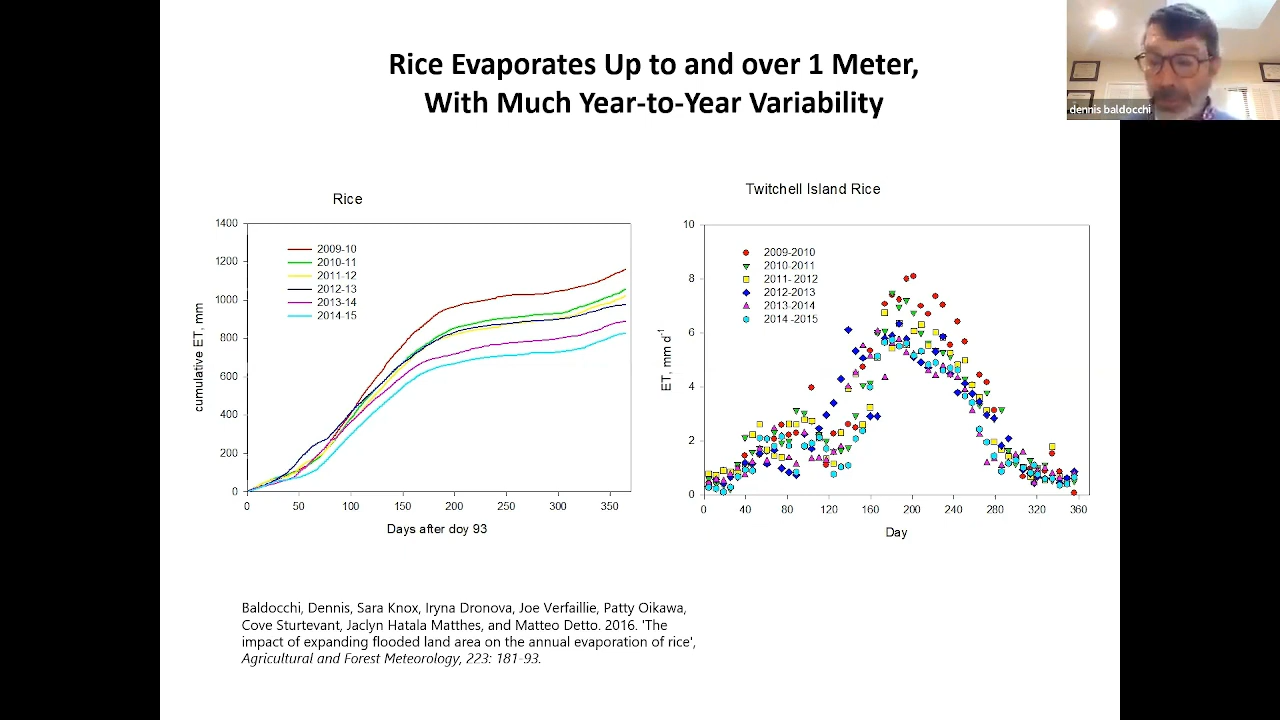 Rice Evaporates Up to and over 1 Meter,
With Much Year-to-Year Variability
dennis baldocchi
Rice
1400
1200
1000
800
600
400
200
0
cumulative ET, mm
2009-10
2010-11
2011-12
2012-13
2013-14
2014-15
0 50 100 150 200 250 300 350
Days after doy 93
Twitchell Island Rice
10
8
6
4
2
0
ET, mm d-1
2009-2010
2010-2011
2011- 2012
2012-2013
2013 2014
2014 -2015
0 40 80 120 160 200 240 280 320 360
Day
Baldocchi, Dennis, Sara Knox, Iryna Dronova, Joe Verfaillie, Patty Oikawa,
Cove Sturtevant, Jaclyn Hatala Matthes, and Matteo Detto. 2016. 'The
impact of expanding flooded land area on the annual evaporation of rice',
Agricultural and Forest Meteorology, 223: 181-93.